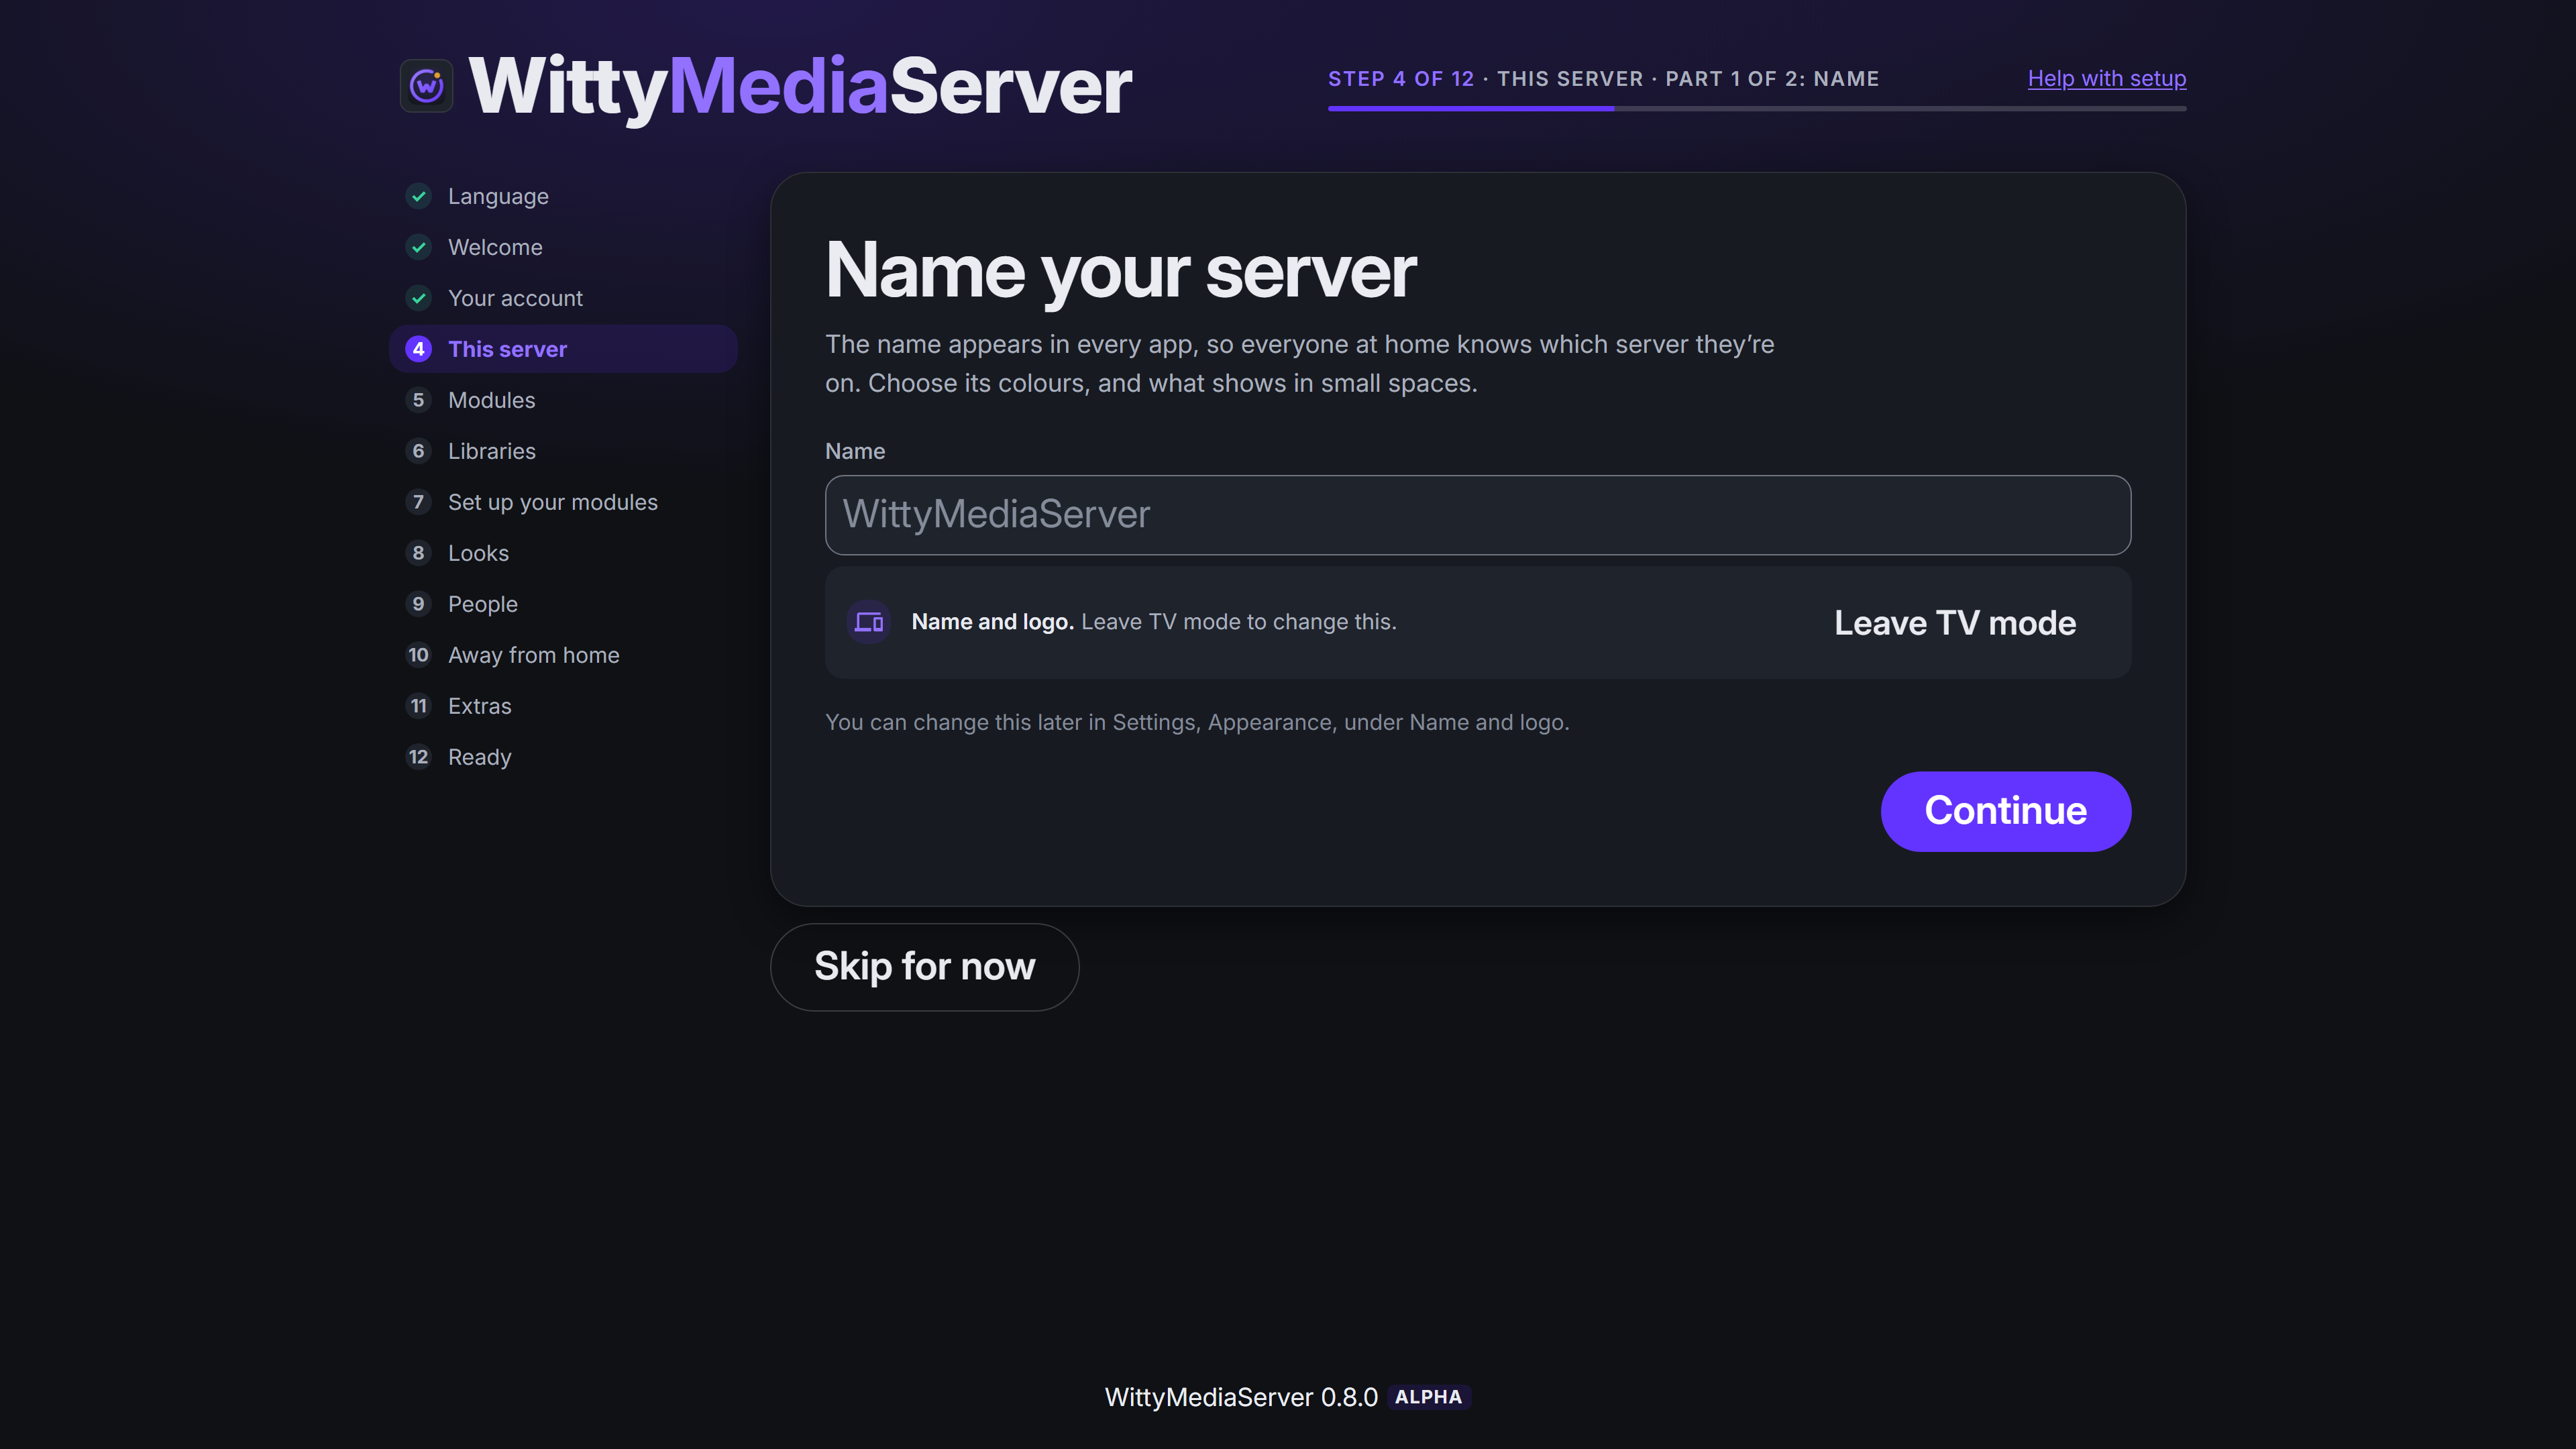 WittyMediaServer
STEP 4 OF 12 · THIS SERVER · PART 1 OF 2: NAME
Help with setup
Language
Welcome
Your account
4 This server
5 Modules
6 Libraries
7 Set up your modules
8 Looks
9 People
10 Away from home
11 Extras
12 Ready
Name your server
The name appears in every app, so everyone at home knows which server they’re
on. Choose its colours, and what shows in small spaces.
Name
WittyMediaServer
Name and logo. Leave TV mode to change this.
Leave TV mode
You can change this later in Settings, Appearance, under Name and logo.
Continue
Skip for now
WittyMediaServer 0.8.0 ALPHA